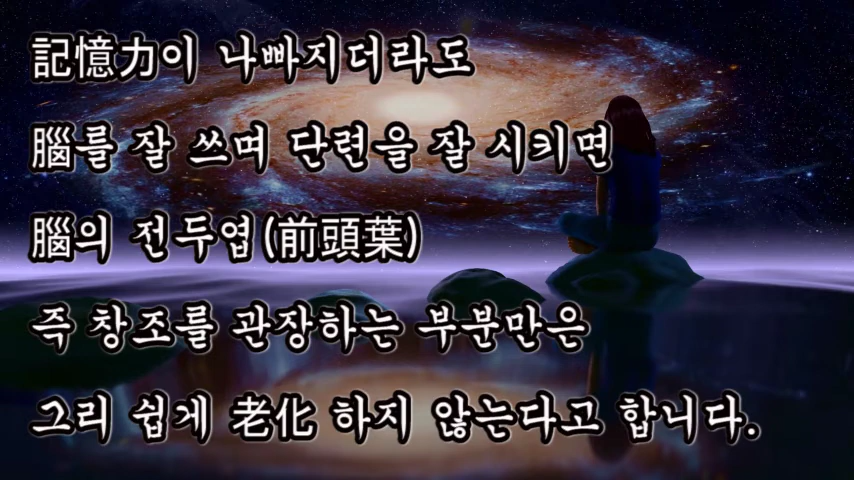 記憶力이 나빠지더라도
腦를 잘 쓰며 단련을 잘 시키면
腦의 전두엽(前頭葉)
즉 창조를 관장하는 부분만은
그리 쉽게 老化 하지 않는다고 합니다.